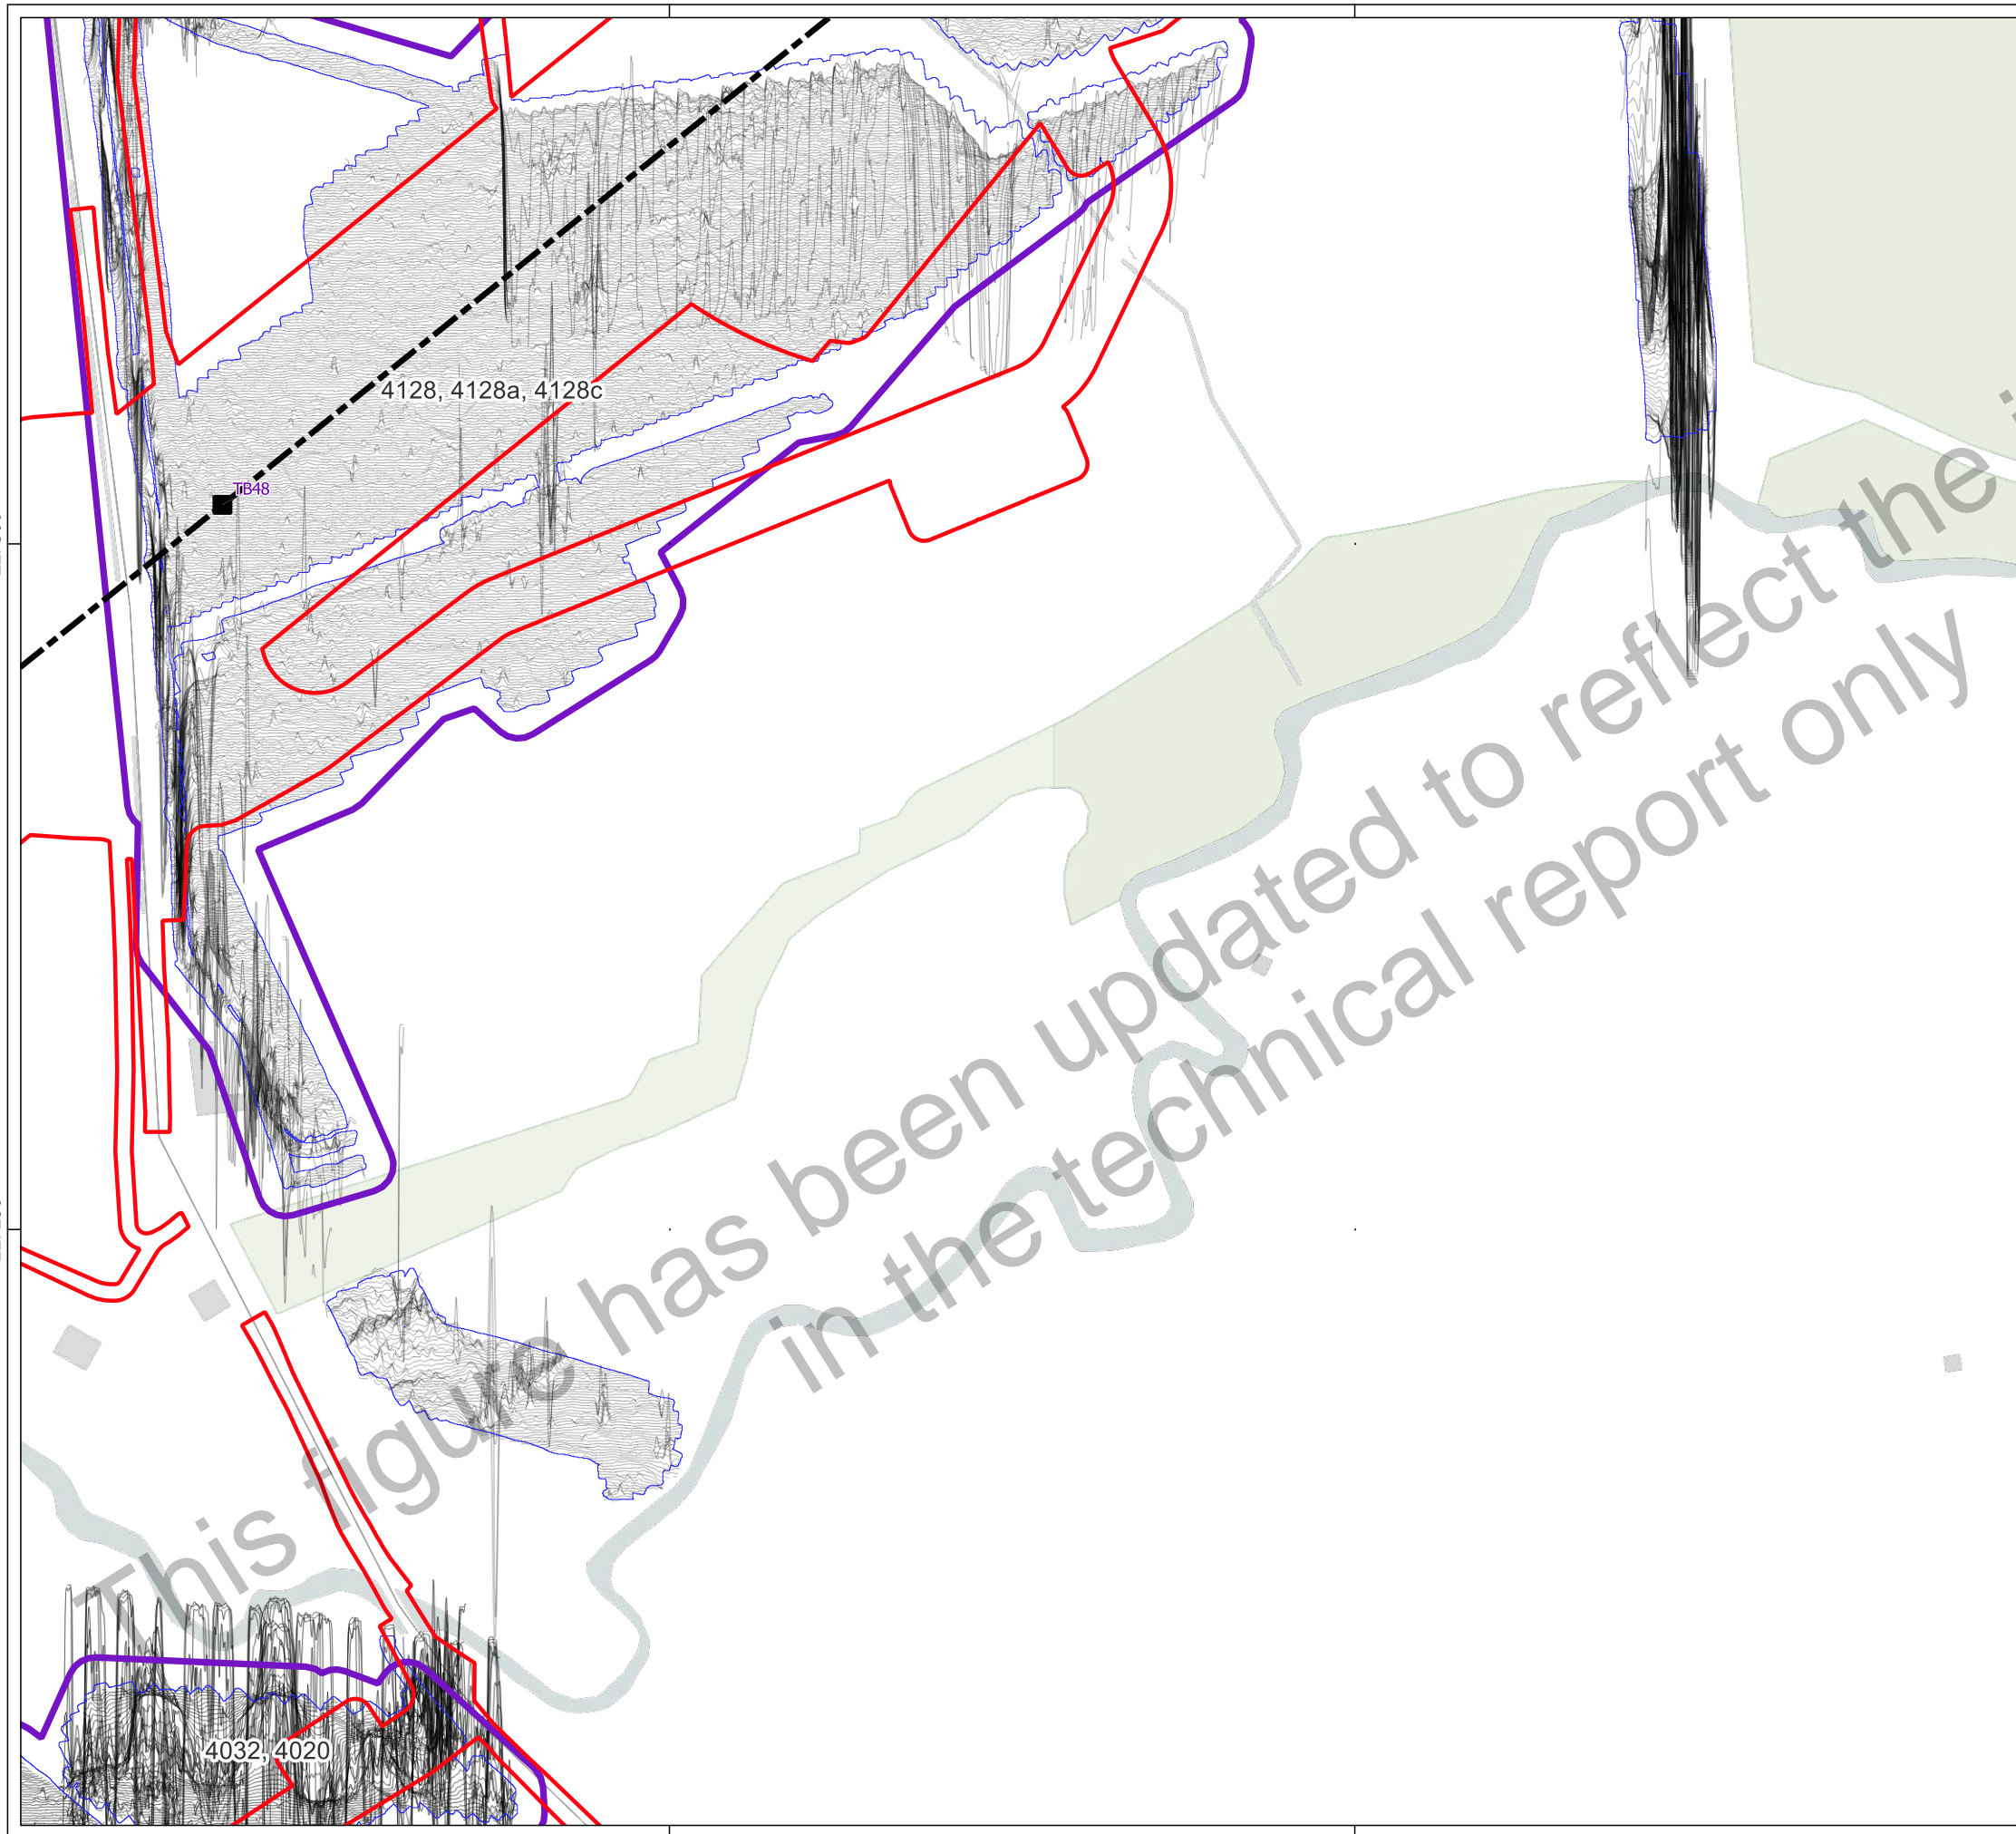 4128, 4128a, 4128c
TB48
This figure has been updated to reflect the
in the technical report only
4032, 4020